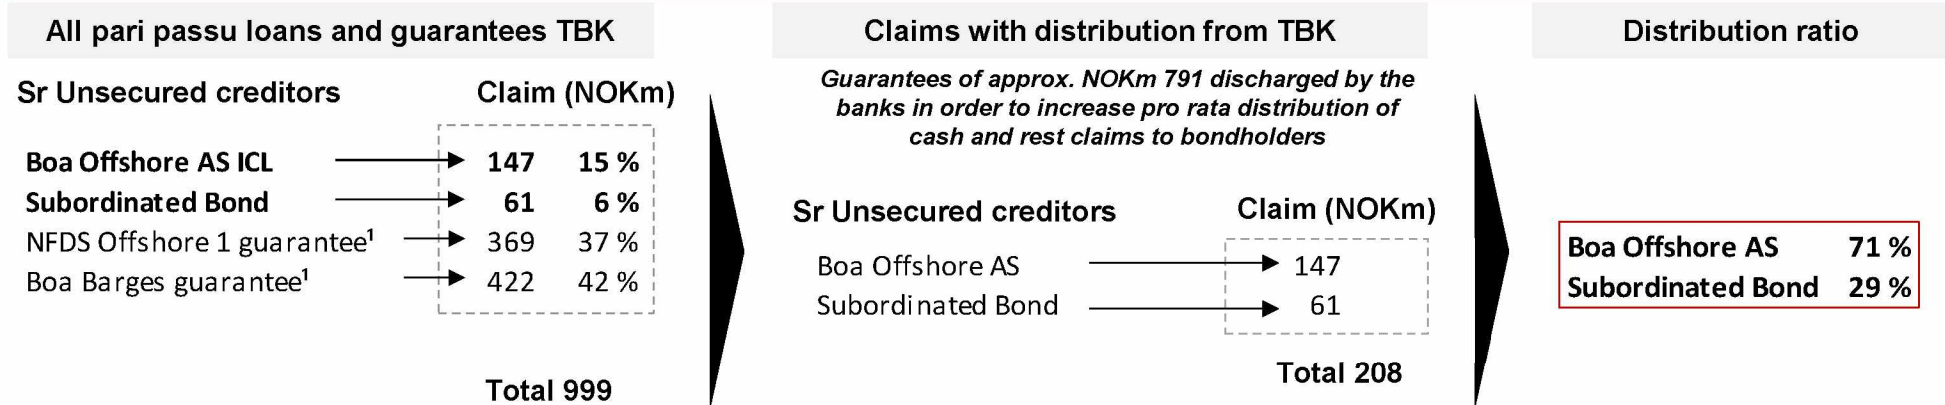 All pari passu loans and guarantees TBK
Sr Unsecured creditors Claim (NOKm)
Boa Offshore AS ICL 147 15 %
Subordinated Bond 61 6 %
NFDS Offshore 1 guarantee¹ 369 37 %
Boa Barges guarantee¹ 422 42 %
Total 999
Claims with distribution from TBK
Guarantees of approx. NOKm 791 discharged by the
banks in order to increase pro rata distribution of
cash and rest claims to bondholders
Sr Unsecured creditors Claim (NOKm)
Boa Offshore AS 147
Subordinated Bond 61
Total 208
Distribution ratio
Boa Offshore AS 71 %
Subordinated Bond 29 %